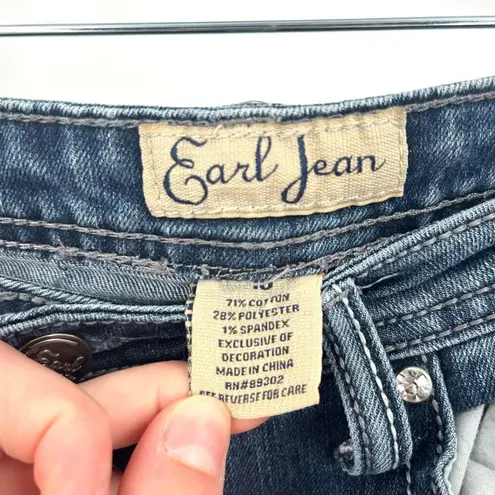 Earl Jean
71% COTTON
28% POLYESTER
1% SPANDEX
EXCLUSIVE OF
DECORATION
MADE IN CHINA
RN#89302
SEE REVERSE FOR CARE
Earl